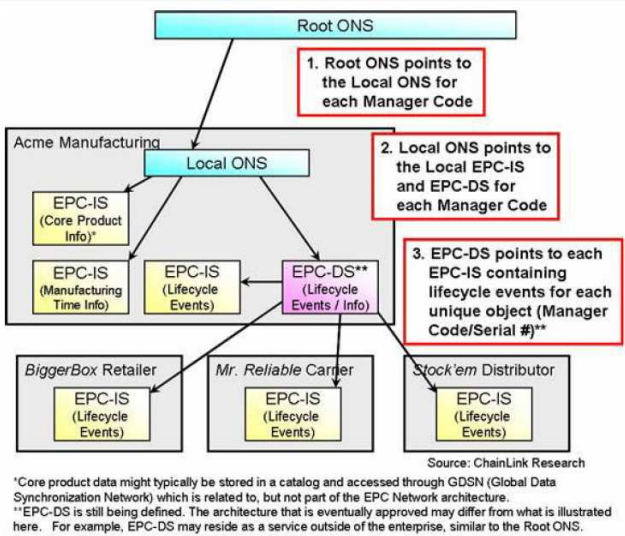 Root ONS
1. Root ONS points to
the Local ONS for
each Manager Code
Acme Manufacturing
Local ONS
2. Local ONS points to
the Local EPC-IS
and EPC-DS for
each Manager Code
EPC-IS
(Core Product
Info)*
EPC-IS
(Manufacturing
Time Info)
EPC-IS
(Lifecycle
Events)
EPC-DS**
(Lifecycle
Events / Info)
3. EPC-DS points to each
EPC-IS containing
lifecycle events for each
unique object (Manager
Code/Serial #)**
BiggerBox Retailer
EPC-IS
(Lifecycle
Events)
Mr. Reliable Carrier
EPC-IS
(Lifecycle
Events)
Stock'em Distributor
EPC-IS
(Lifecycle
Events)
Source: ChainLink Research
*Core product data might typically be stored in a catalog and accessed through GDSN (Global Data
Synchronization Network) which is related to, but not part of the EPC Network architecture.
**EPC-DS is still being defined. The architecture that is eventually approved may differ from what is illustrated
here. For example, EPC-DS may reside as a service outside of the enterprise, similar to the Root ONS.